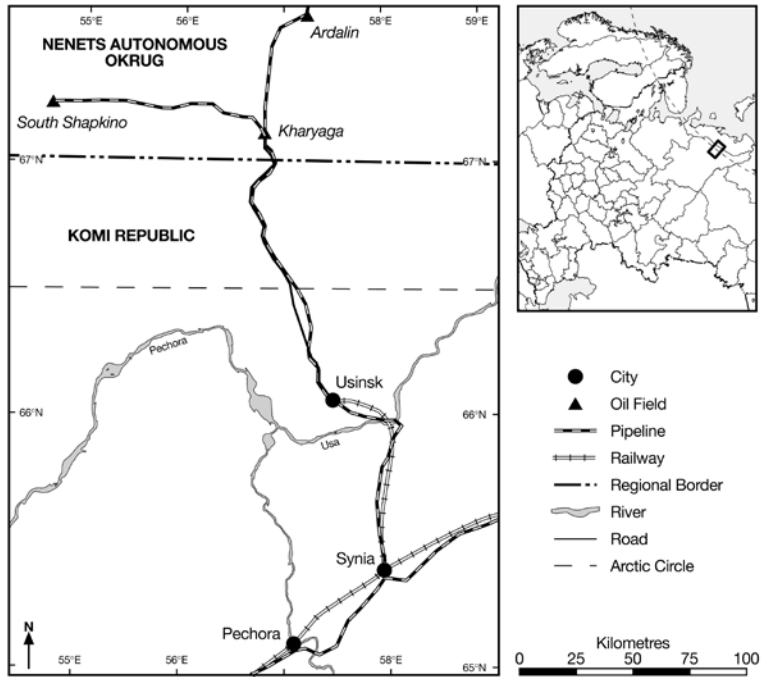 55°E 56°E 58°E 59°E
NENETS AUTONOMOUS
OKRUG
Ardalin
South Shapkino
Kharyaga
67°N 67°N
KOMI REPUBLIC
Pechora
Usinsk
66°N 66°N
Usa
Synia
Pechora
N
55°E 56°E 58°E 65°N
City
Oil Field
Pipeline
Railway
Regional Border
River
Road
Arctic Circle
Kilometres
0 25 50 75 100